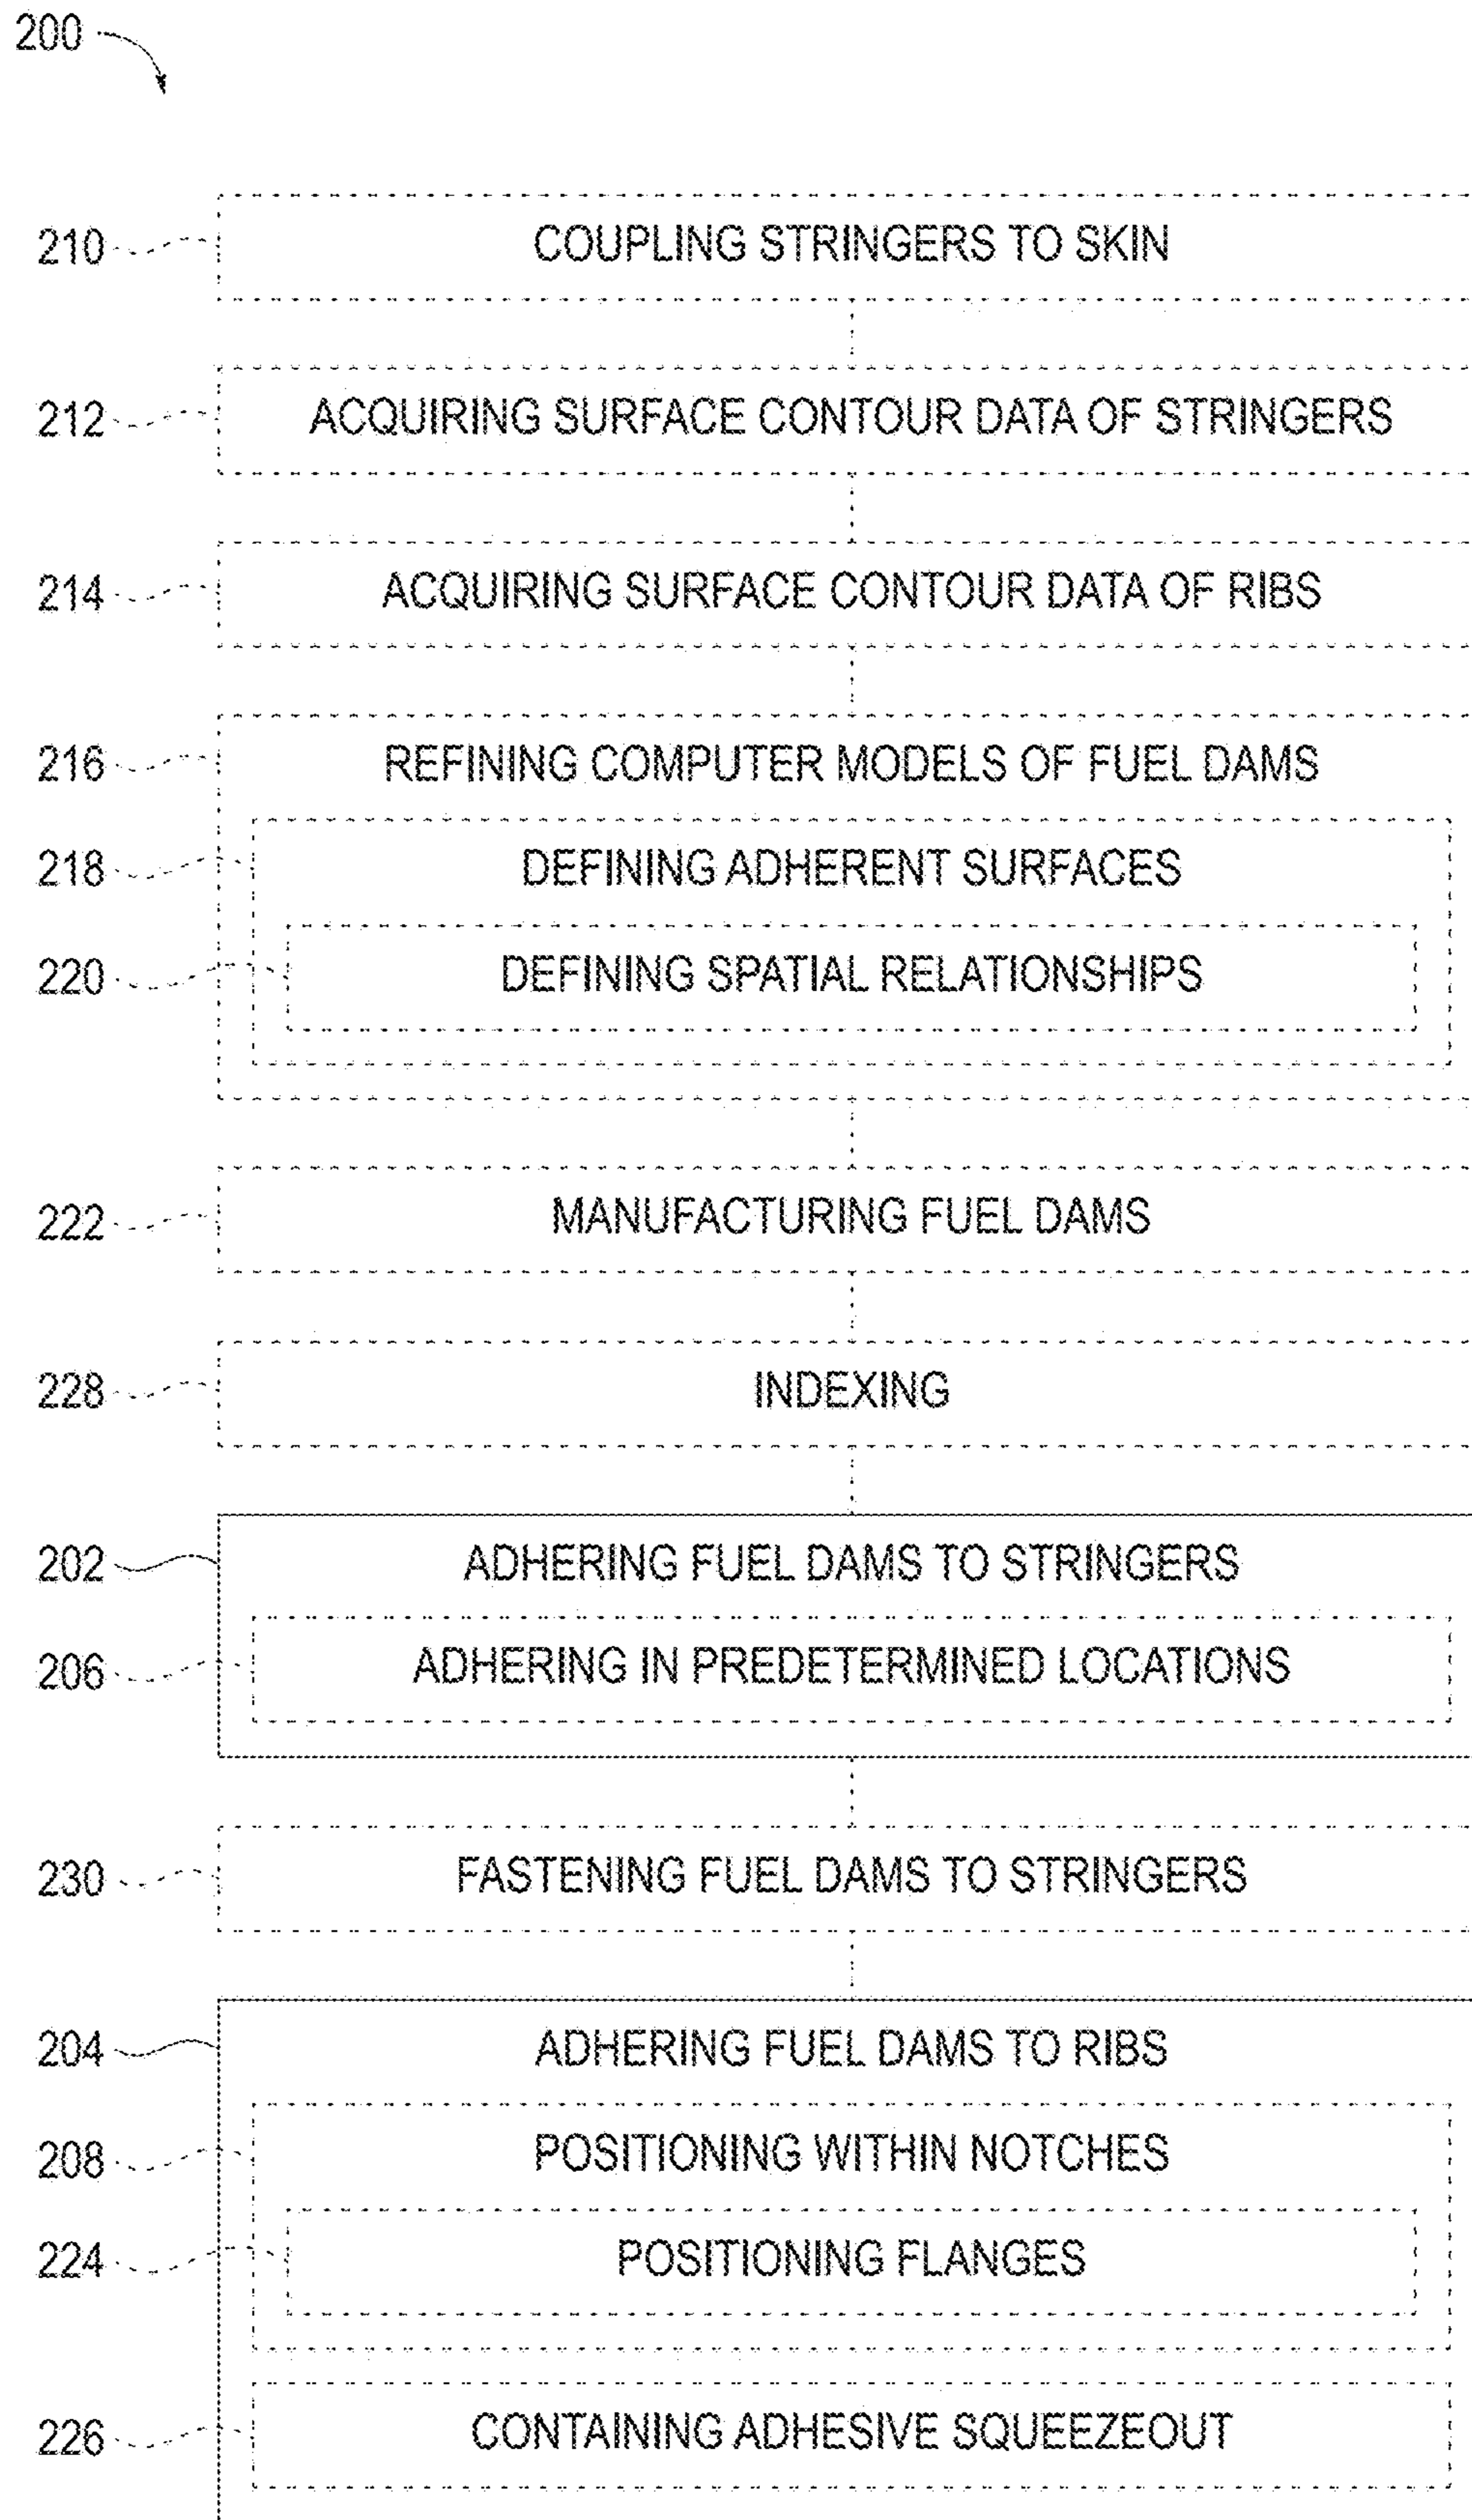 200
210 COUPLING STRINGERS TO SKIN
212 ACQUIRING SURFACE CONTOUR DATA OF STRINGERS
214 ACQUIRING SURFACE CONTOUR DATA OF RIBS
216 REFINING COMPUTER MODELS OF FUEL DAMS
218 DEFINING ADHERENT SURFACES
220 DEFINING SPATIAL RELATIONSHIPS
222 MANUFACTURING FUEL DAMS
228 INDEXING
202 ADHERING FUEL DAMS TO STRINGERS
206 ADHERING IN PREDETERMINED LOCATIONS
230 FASTENING FUEL DAMS TO STRINGERS
204 ADHERING FUEL DAMS TO RIBS
208 POSITIONING WITHIN NOTCHES
224 POSITIONING FLANGES
226 CONTAINING ADHESIVE SQUEEZEOUT